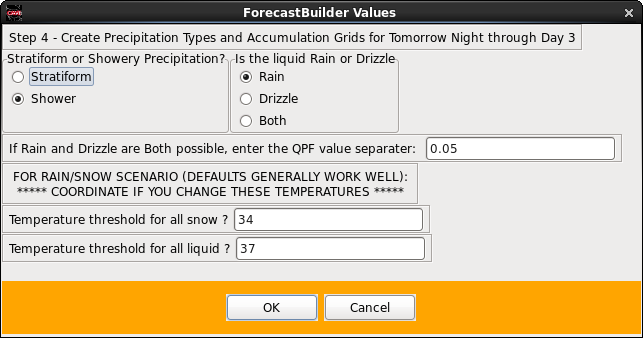 ForecastBuilder Values
Step 4 - Create Precipitation Types and Accumulation Grids for Tomorrow Night through Day 3
Stratiform or Showery Precipitation?
Stratiform
Shower
Is the liquid Rain or Drizzle
Rain
Drizzle
Both
If Rain and Drizzle are Both possible, enter the QPF value separater: 0.05
FOR RAIN/SNOW SCENARIO (DEFAULTS GENERALLY WORK WELL):
***** COORDINATE IF YOU CHANGE THESE TEMPERATURES *****
Temperature threshold for all snow ? 34
Temperature threshold for all liquid ? 37
OK Cancel